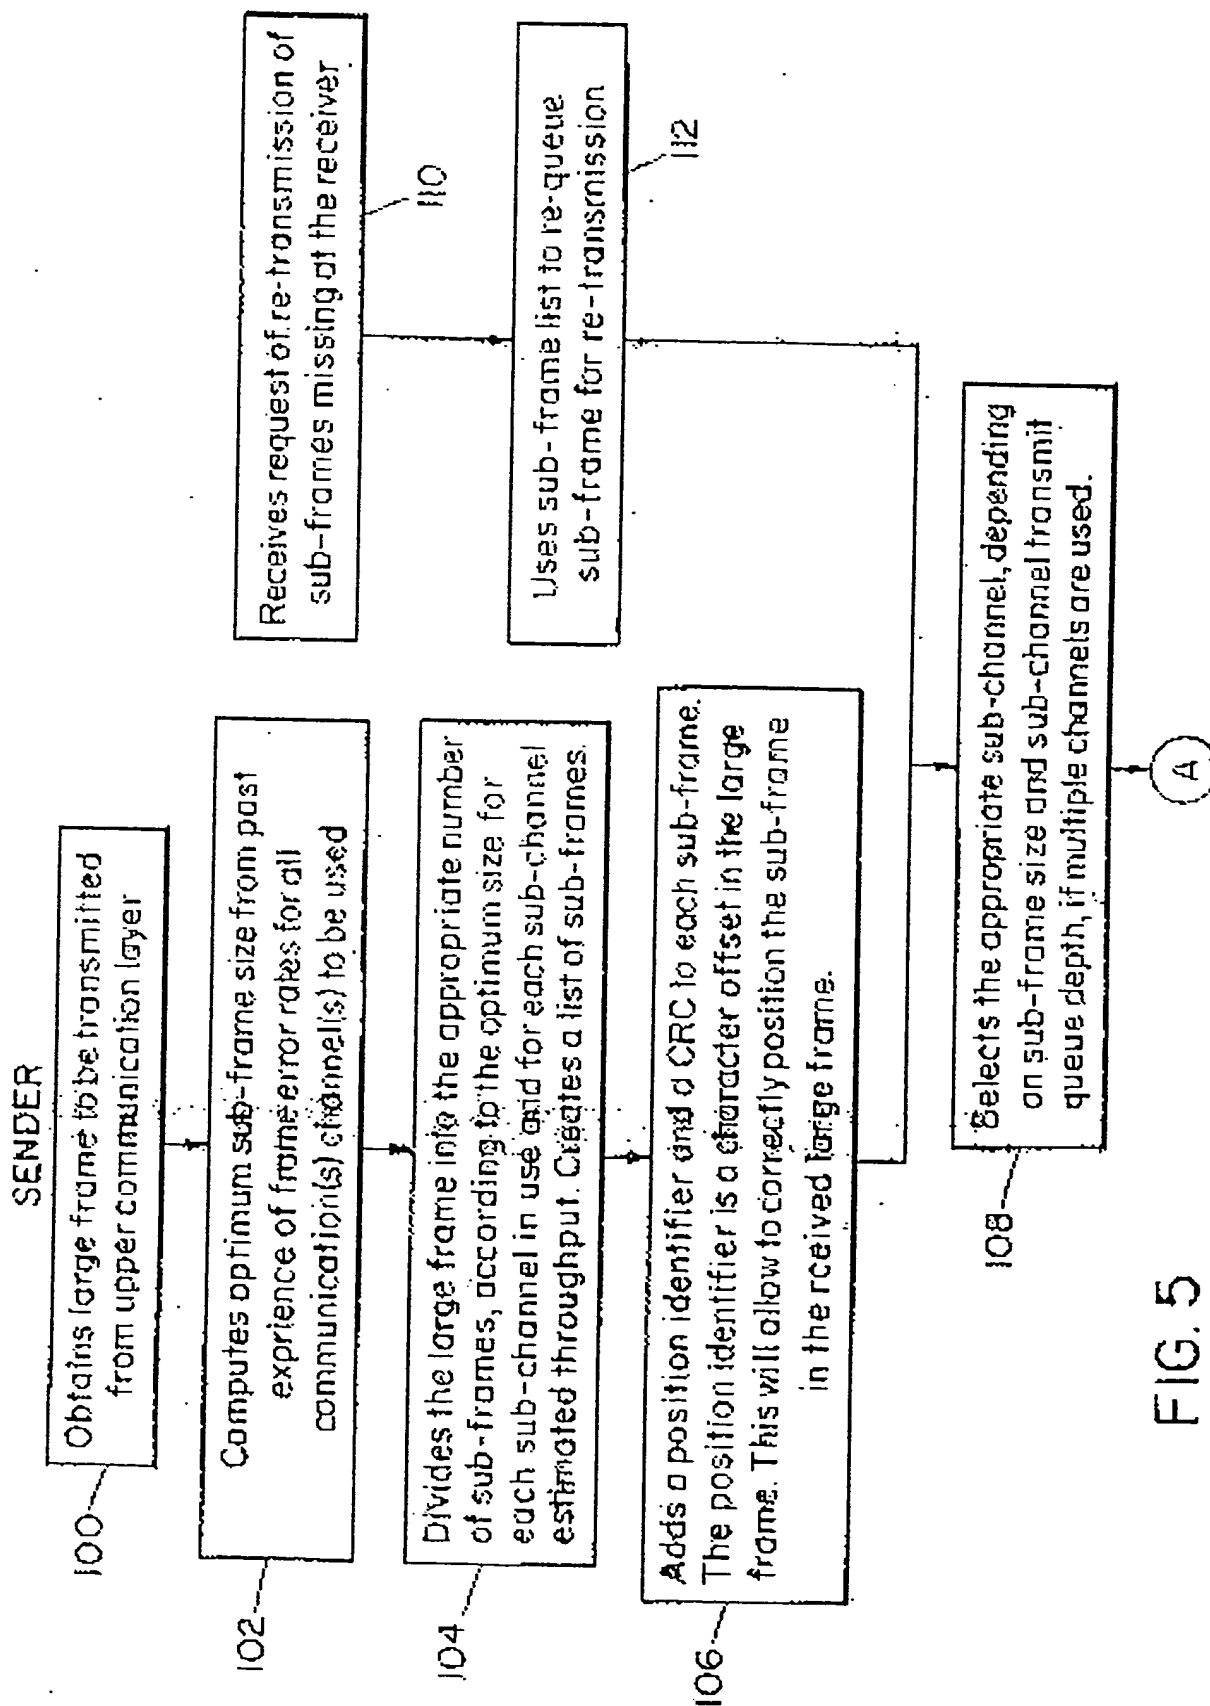 SENDER
Obtains large frame to be transmitted
from upper communication layer
100
Computes optimum sub-frame size from past
exprience of frame error rates for all
communication(s) channel(s) to be used
102
Divides the large frame into the appropriate number
of sub-frames, according to the optimum size for
each sub-channel in use and for each sub-channel
estimated throughput. Creates a list of sub-frames.
104
Adds a position identifier and a CRC to each sub-frame.
The position identifier is a character offset in the large
frame. This will allow to correctly position the sub-frame
in the rceived large frame.
106
Receives request of re-transmission of
sub-frames missing at the receiver
110
Uses sub-frame list to re-queue
sub-frame for re-transmission
112
Selects the appropriate sub-channel, depending
on sub-frame size and sub-channel transmit
queue depth, if multiple channels are used.
108
A
FIG. 5